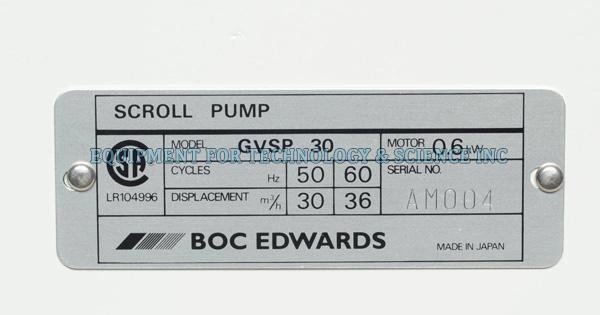 SCROLL PUMP
MODEL GVSP 30 MOTOR 0.6 kW
EQUIPMENT FOR TECHNOLOGY & SCIENCE INC
CYCLES Hz 50 60 SERIAL NO.
LR104996 DISPLACEMENT m³/h 30 36 AM004
BOC EDWARDS MADE IN JAPAN